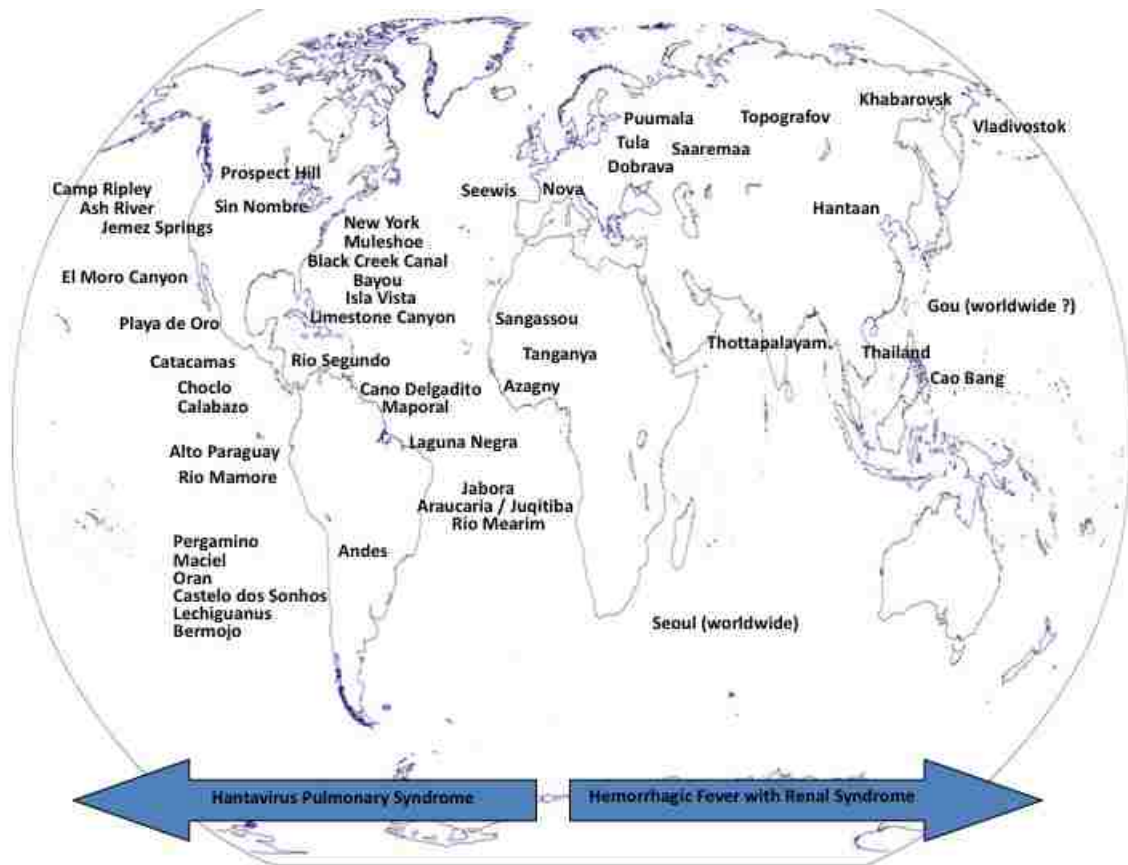 Khabarovsk
Puumala
Topografov
Vladivostok
Tula
Saaremaa
Dobrava
Prospect Hill
Camp Ripley
Seewis
Nova
Ash River
Sin Nombre
Hantaan
Jemez Springs
New York
Muleshoe
Black Creek Canal
El Moro Canyon
Bayou
Isla Vista
Gou (worldwide ?)
Limestone Canyon
Playa de Oro
Sangassou
Thottapalayam
Tanganya
Thailand
Catacamas
Rio Segundo
Cao Bang
Choclo
Cano Delgadito
Azagny
Calabazo
Maporal
Laguna Negra
Alto Paraguay
Rio Mamore
Jabora
Araucaria / Juqitiba
Rio Mearim
Pergamino
Andes
Maciel
Oran
Castelo dos Sonhos
Lechiguanus
Seoul (worldwide)
Bermojo
Hantavirus Pulmonary Syndrome
Hemorrhagic Fever with Renal Syndrome